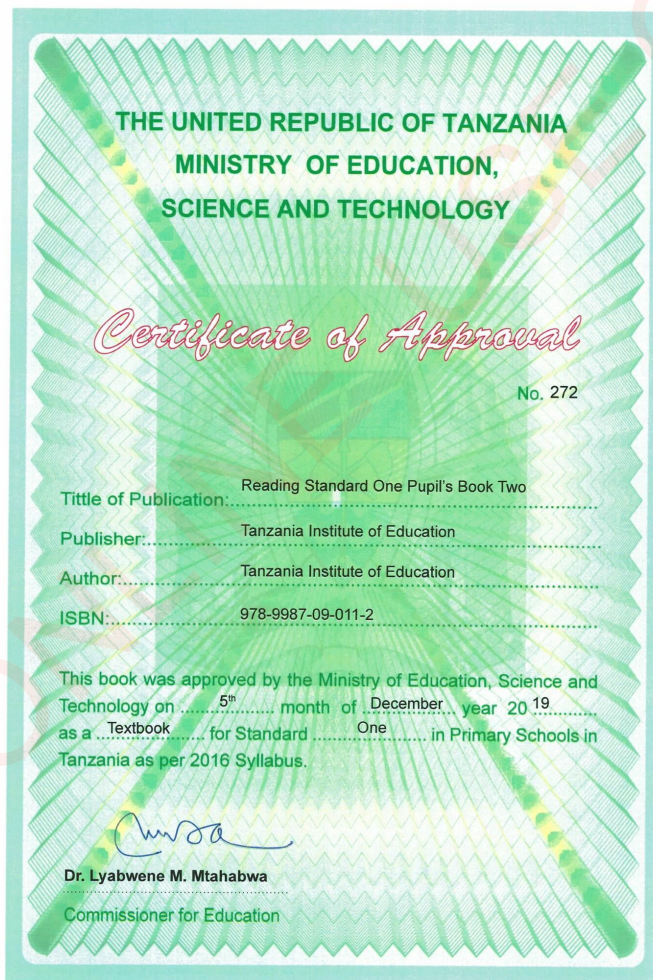 THE UNITED REPUBLIC OF TANZANIA
MINISTRY OF EDUCATION,
SCIENCE AND TECHNOLOGY
Certificate of Approval
No. 272
Tittle of Publication: Reading Standard One Pupil's Book Two
Publisher: Tanzania Institute of Education
Author: Tanzania Institute of Education
ISBN: 978-9987-09-011-2
This book was approved by the Ministry of Education, Science and
Technology on 5th month of December year 20 19
as a Textbook for Standard One in Primary Schools in
Tanzania as per 2016 Syllabus.
Dr. Lyabwene M. Mtahabwa
Commissioner for Education